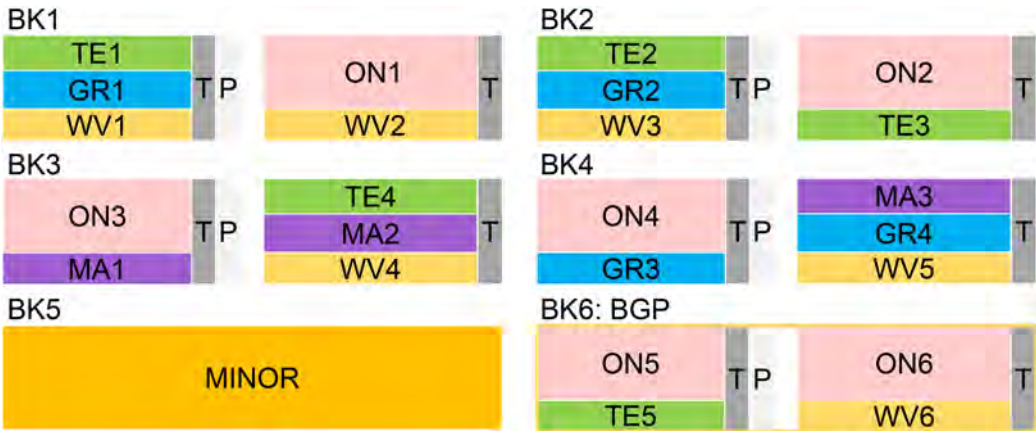 BK1
BK2
TE1
GR1
WV1
T P
ON1
WV2
T
TE2
GR2
WV3
T P
ON2
TE3
T
BK3
BK4
ON3
MA1
T P
TE4
MA2
WV4
T
ON4
GR3
T P
MA3
GR4
WV5
T
BK5
BK6: BGP
MINOR
ON5
TE5
T P
ON6
WV6
T